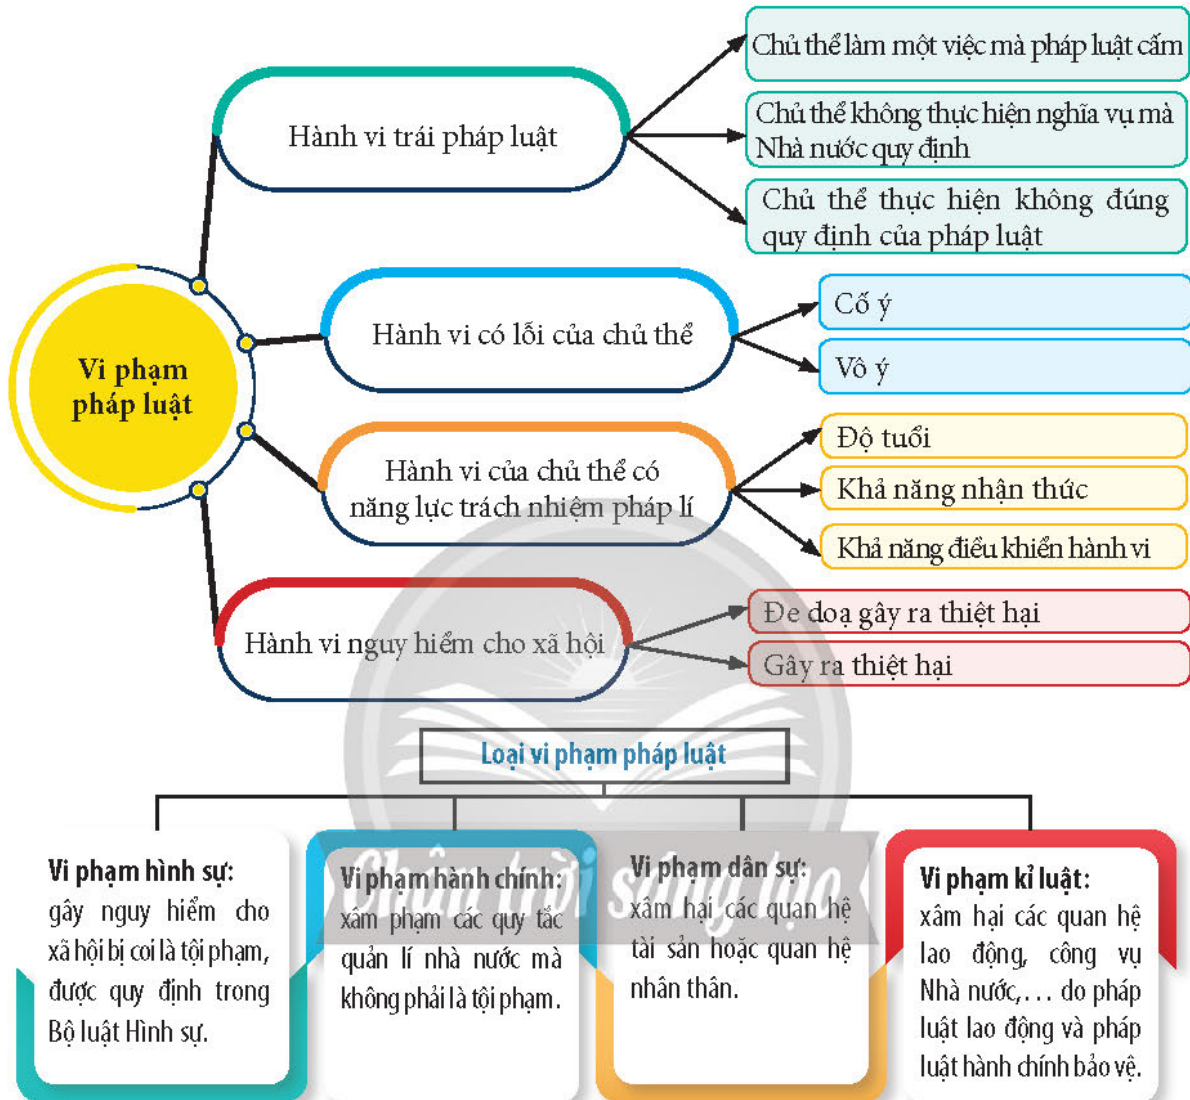 Chủ thể làm một việc mà pháp luật cấm
Hành vi trái pháp luật
Chủ thể không thực hiện nghĩa vụ mà
Nhà nước quy định
Chủ thể thực hiện không đúng
quy định của pháp luật
Vi phạm
pháp luật
Hành vi có lỗi của chủ thể
Cố ý
Vô ý
Hành vi của chủ thể có
năng lực trách nhiệm pháp lí
Độ tuổi
Khả năng nhận thức
Khả năng điều khiển hành vi
Hành vi nguy hiểm cho xã hội
Đe doạ gây ra thiệt hại
Gây ra thiệt hại
Loại vi phạm pháp luật
Vi phạm hình sự:
gây nguy hiểm cho
xã hội bị coi là tội phạm,
được quy định trong
Bộ luật Hình sự.
Vi phạm hành chính:
xâm phạm các quy tắc
quản lí nhà nước mà
không phải là tội phạm.
Vi phạm dân sự:
xâm hại các quan hệ
tài sản hoặc quan hệ
nhân thân.
Vi phạm kỉ luật:
xâm hại các quan hệ
lao động, công vụ
Nhà nước,... do pháp
luật lao động và pháp
luật hành chính bảo vệ.
Chân trời sáng tạo